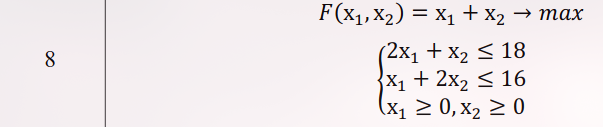 F(x₁, x₂) = x₁ + x₂ → max
8
2x₁ + x₂ ≤ 18
x₁ + 2x₂ ≤ 16
x₁ ≥ 0, x₂ ≥ 0